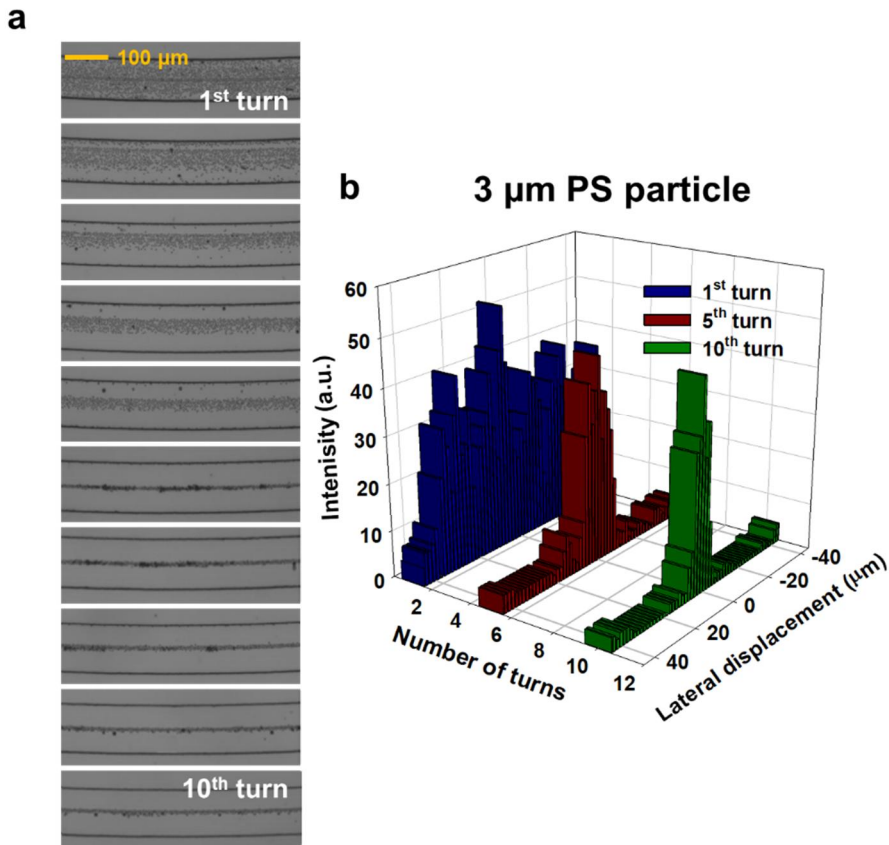 a
100 µm
1st turn
10th turn
b
3 µm PS particle
1st turn
5th turn
10th turn
Intenisity (a.u.)
60
50
40
30
20
10
0
2
4
6
8
10
12
Number of turns
40
20
0
-20
-40
Lateral displacement (µm)